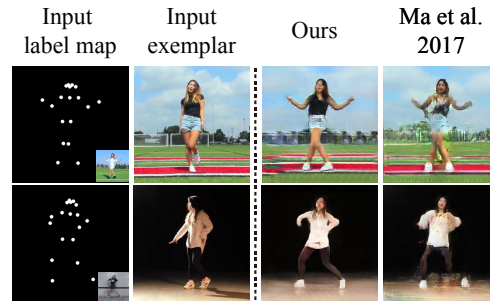 Input
label map
Input
exemplar
Ours
Ma et al.
2017